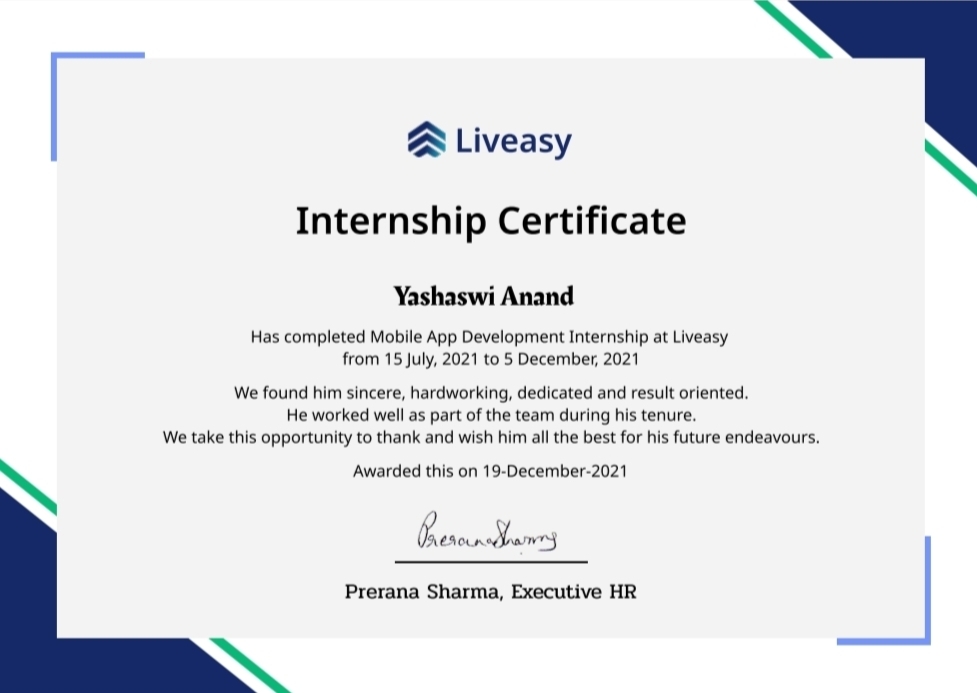 Liveasy
Internship Certificate
Yashaswi Anand
Has completed Mobile App Development Internship at Liveasy
from 15 July, 2021 to 5 December, 2021
We found him sincere, hardworking, dedicated and result oriented.
He worked well as part of the team during his tenure.
We take this opportunity to thank and wish him all the best for his future endeavours.
Awarded this on 19-December-2021
Prerana Sharma
Prerana Sharma, Executive HR